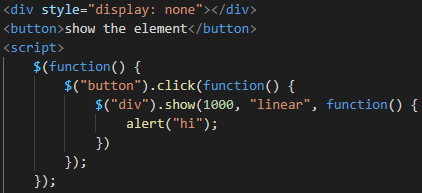 <div style="display: none"></div>
<button>show the element</button>
<script>
    $(function() {
        $("button").click(function() {
            $("div").show(1000, "linear", function() {
                alert("hi");
            })
        });
    });